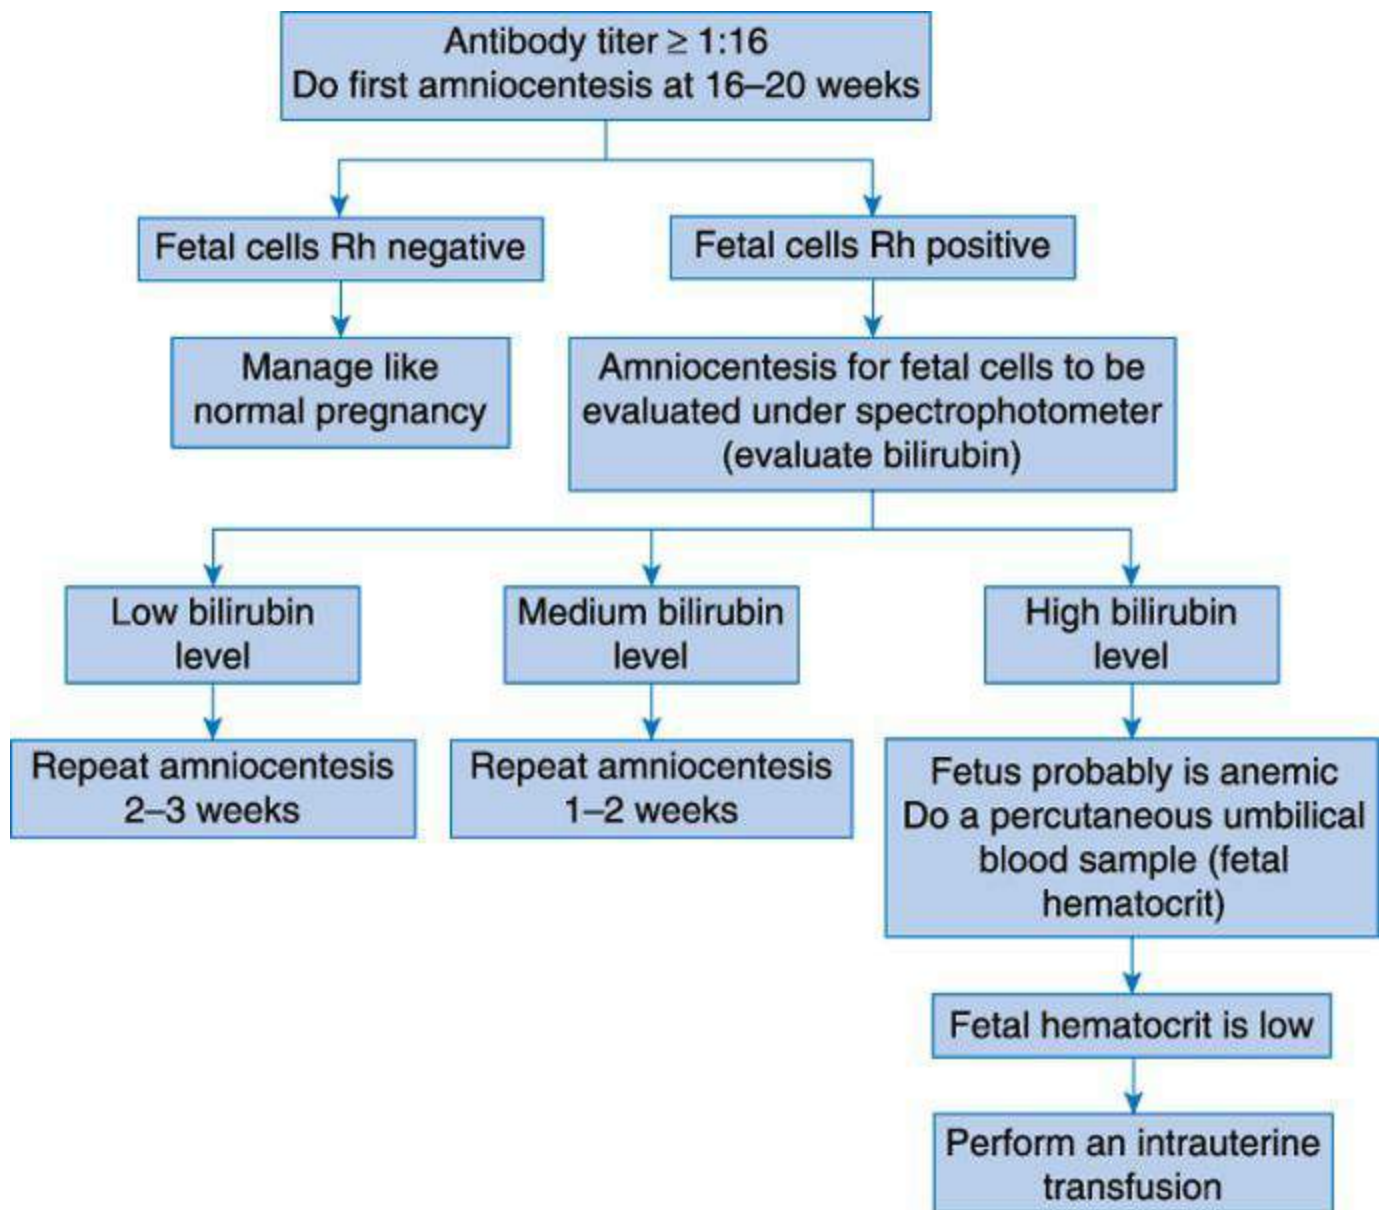 Antibody titer ≥ 1:16
Do first amniocentesis at 16–20 weeks
Fetal cells Rh negative
Fetal cells Rh positive
Manage like
normal pregnancy
Amniocentesis for fetal cells to be
evaluated under spectrophotometer
(evaluate bilirubin)
Low bilirubin
level
Medium bilirubin
level
High bilirubin
level
Repeat amniocentesis
2–3 weeks
Repeat amniocentesis
1–2 weeks
Fetus probably is anemic
Do a percutaneous umbilical
blood sample (fetal
hematocrit)
Fetal hematocrit is low
Perform an intrauterine
transfusion